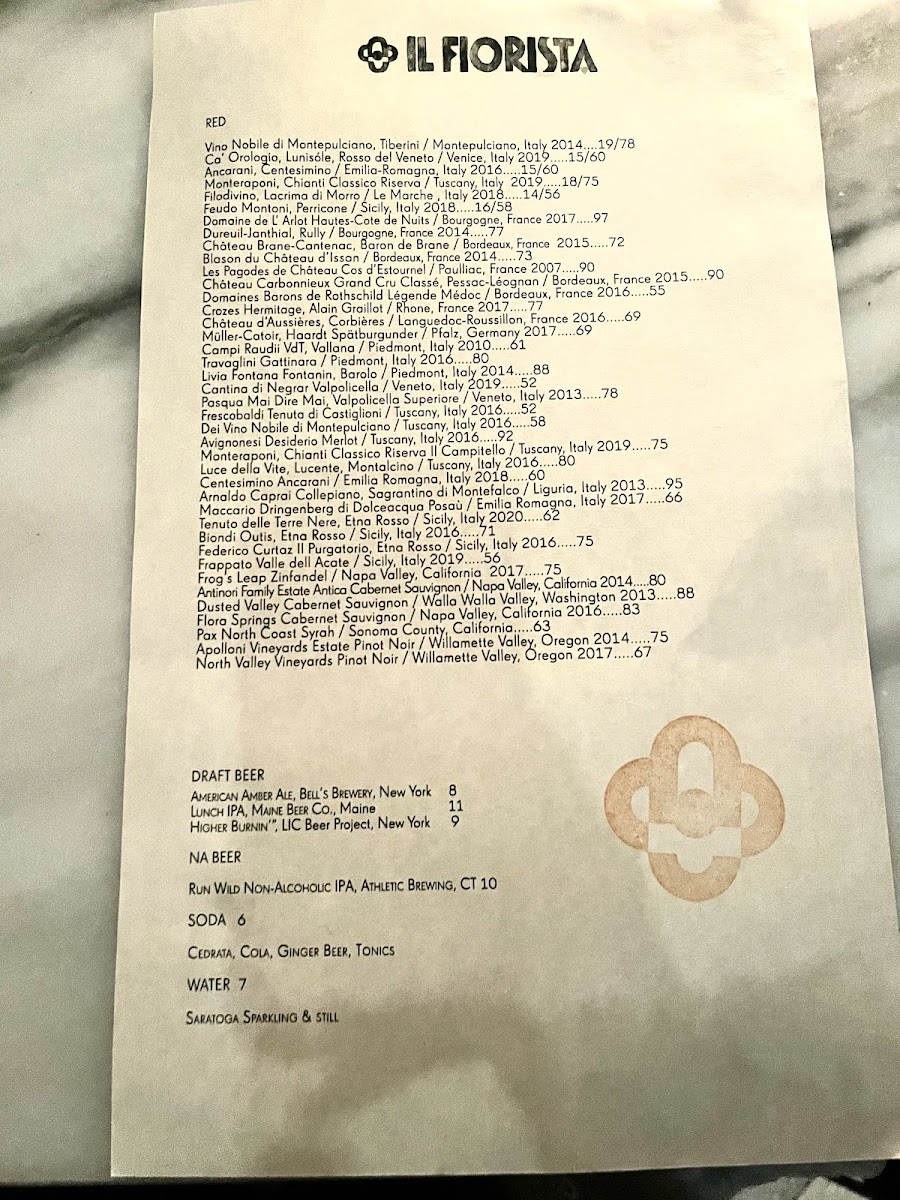 IL FIORISTA
RED
Vino Nobile di Montepulciano, Tiberini / Montepulciano, Italy 2014....19/78
Ca' Orologio, Lunisóle, Rosso del Veneto / Venice, Italy 2019.....15/60
Ancarani, Centesimino / Emilia-Romagna, Italy 2016.....15/60
Monteraponi, Chianti Classico Riserva / Tuscany, Italy 2019.....18/75
Filodivino, Lacrima di Morro / Le Marche , Italy 2018.....14/56
Feudo Montoni, Perricone / Sicily, Italy 2018.....16/58
Domaine de L' Arlot Hautes-Cote de Nuits / Bourgogne, France 2017.....97
Dureuil-Janthial, Rully / Bourgogne, France 2014.....77
Château Brane-Cantenac, Baron de Brane / Bordeaux, France 2015.....72
Blason du Château d'Issan / Bordeaux, France 2014.....73
Les Pagodes de Château Cos d'Estournel / Paulliac, France 2007.....90
Château Carbonnieux Grand Cru Classé, Pessac-Léognan / Bordeaux, France 2015.....90
Domaines Barons de Rothschild Légende Médoc / Bordeaux, France 2016.....55
Crozes Hermitage, Alain Graillot / Rhone, France 2017.....77
Château d'Aussières, Corbières / Languedoc-Roussillon, France 2016.....69
Müller-Catoir, Haardt Spätburgunder / Pfalz, Germany 2017.....69
Campi Raudii VdT, Vallana / Piedmont, Italy 2010.....61
Travaglini Gattinara / Piedmont, Italy 2016.....80
Livia Fontana Fontanin, Barolo / Piedmont, Italy 2014.....88
Cantina di Negrar Valpolicella / Veneto, Italy 2019.....52
Pasqua Mai Dire Mai, Valpolicella Superiore / Veneto, Italy 2013.....78
Frescobaldi Tenuta di Castiglioni / Tuscany, Italy 2016.....52
Dei Vino Nobile di Montepulciano / Tuscany, Italy 2016.....58
Avignonesi Desiderio Merlot / Tuscany, Italy 2016.....92
Monteraponi, Chianti Classico Riserva Il Campitello / Tuscany, Italy 2019.....75
Luce della Vite, Lucente, Montalcino / Tuscany, Italy 2016.....80
Centesimino Ancarani / Emilia Romagna, Italy 2018.....60
Arnaldo Caprai Collepiano, Sagrantino di Montefalco / Liguria, Italy 2013.....95
Maccario Dringenberg di Dolceacqua Posaù / Emilia Romagna, Italy 2017.....66
Tenuto delle Terre Nere, Etna Rosso / Sicily, Italy 2020.....62
Biondi Outis, Etna Rosso / Sicily, Italy 2016.....71
Federico Curtaz Il Purgatorio, Etna Rosso / Sicily, Italy 2016.....75
Frappato Valle dell Acate / Sicily, Italy 2019.....56
Frog's Leap Zinfandel / Napa Valley, California 2017.....75
Antinori Family Estate Antica Cabernet Sauvignon / Napa Valley, California 2014.....80
Dusted Valley Cabernet Sauvignon / Walla Walla Valley, Washington 2013.....88
Flora Springs Cabernet Sauvignon / Napa Valley, California 2016.....83
Pax North Coast Syrah / Sonoma County, California.....63
Apolloni Vineyards Estate Pinot Noir / Willamette Valley, Oregon 2014.....75
North Valley Vineyards Pinot Noir / Willamette Valley, Oregon 2017.....67
DRAFT BEER
American Amber Ale, Bell's Brewery, New York 8
Lunch IPA, Maine Beer Co., Maine 11
Higher Burnin'", LIC Beer Project, New York 9
NA BEER
Run Wild Non-Alcoholic IPA, Athletic Brewing, CT 10
SODA 6
Cedrata, Cola, Ginger Beer, Tonics
WATER 7
Saratoga Sparkling & still